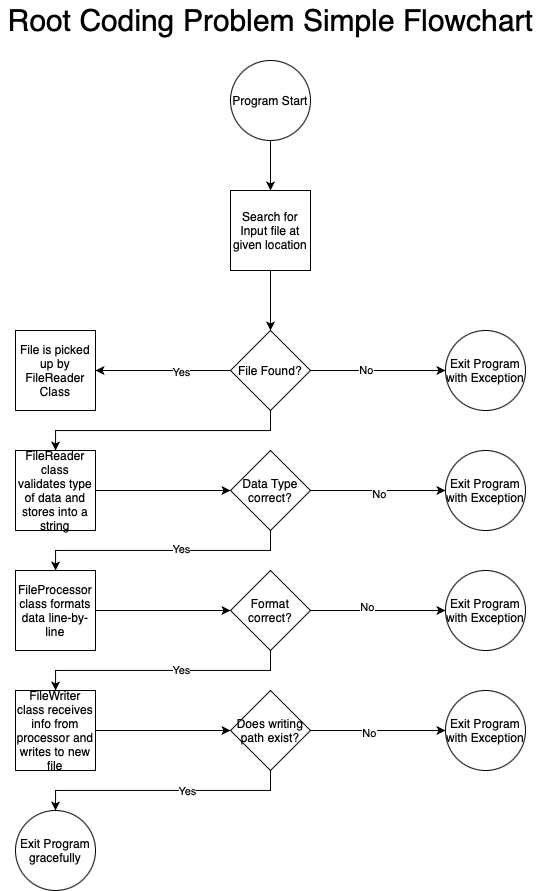 Root Coding Problem Simple Flowchart
Program Start
Search for
Input file at
given location
File is picked
up by
FileReader
Class
Yes
File Found?
No
Exit Program
with Exception
FileReader
class
validates type
of data and
stores into a
string
Data Type
correct?
No
Exit Program
with Exception
Yes
FileProcessor
class formats
data line-by-
line
Format
correct?
No
Exit Program
with Exception
Yes
FileWriter
class receives
info from
processor and
writes to new
file
Does writing
path exist?
No
Exit Program
with Exception
Yes
Exit Program
gracefully